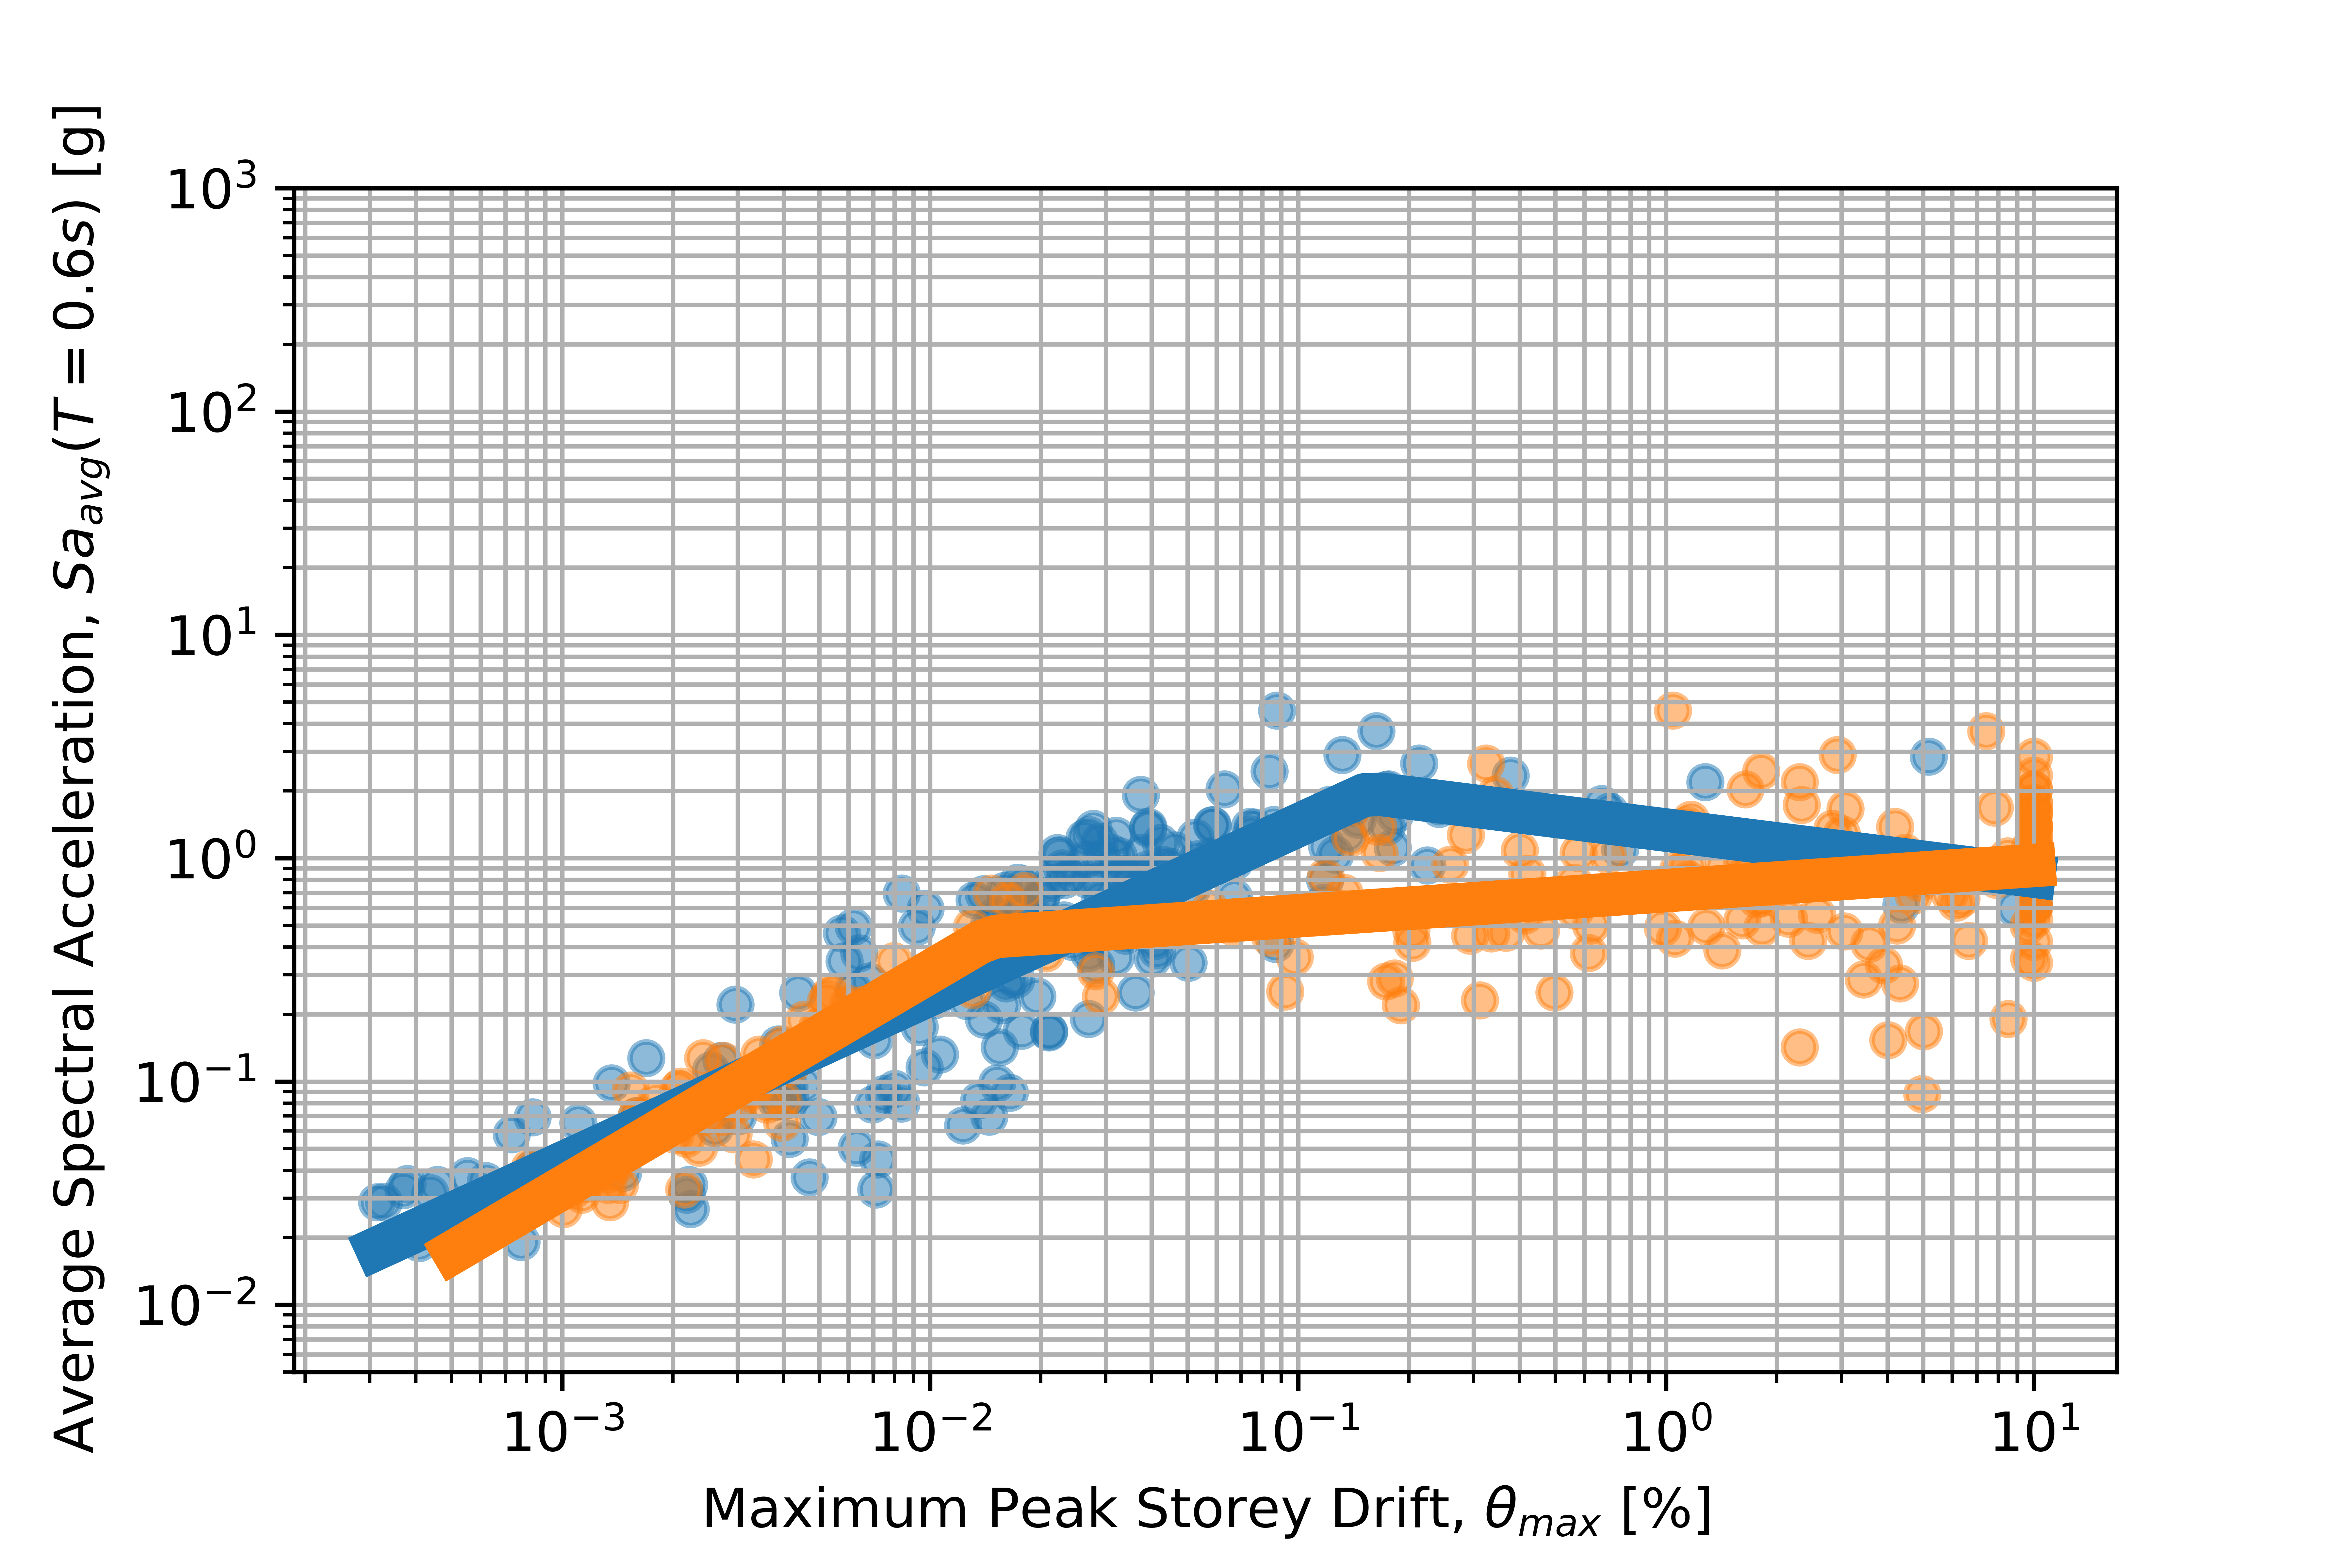 Average Spectral Acceleration, Sa_avg(T = 0.6s) [g]
10^3
10^2
10^1
10^0
10^−1
10^−2
10^−3 10^−2 10^−1 10^0 10^1
Maximum Peak Storey Drift, θ_max [%]